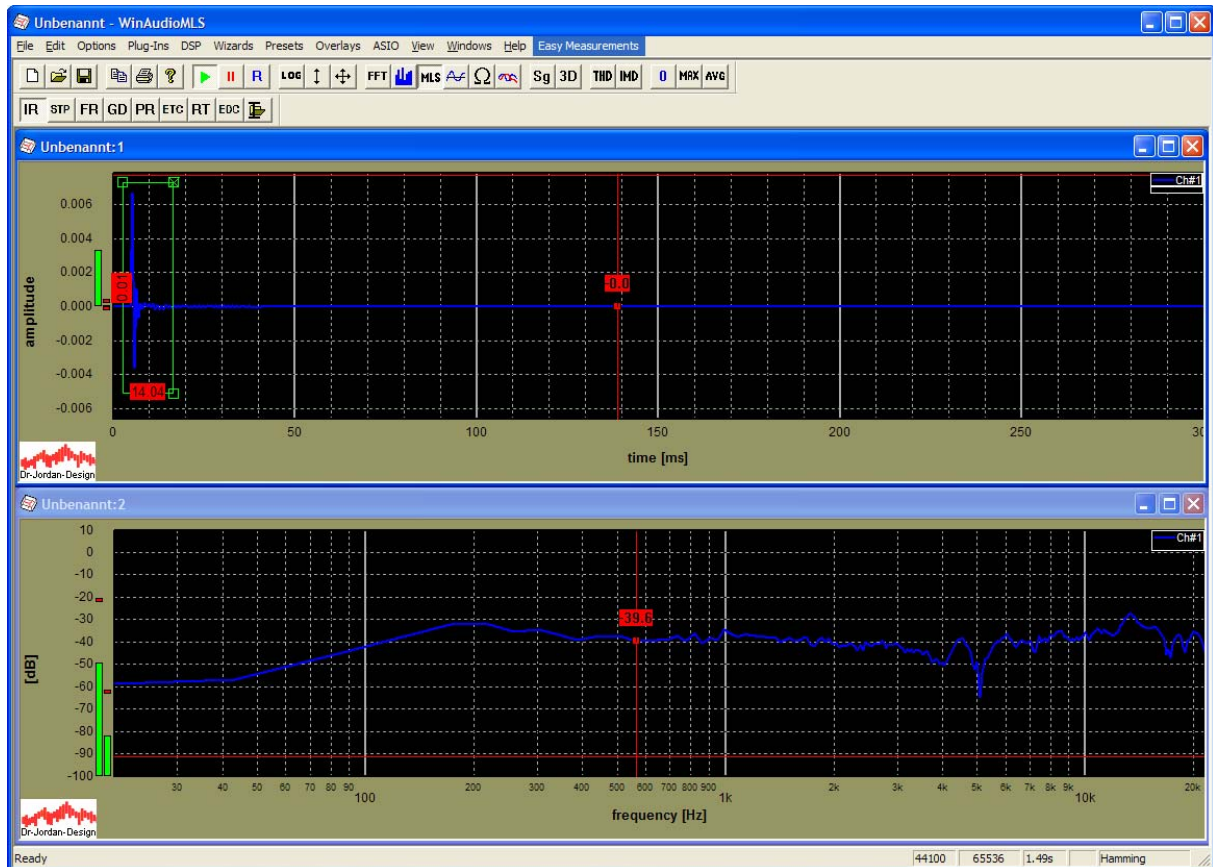 Unbenannt - WinAudioMLS
File Edit Options Plug-Ins DSP Wizards Presets Overlays ASIO View Windows Help Easy Measurements
R LOG FFT MLS Ω Sg 3D THD IMD 0 MAX AVG
IR STP FR GD PR ETC RT EDC
Unbenannt:1
Ch#1
0.006
0.004
0.002
0.000
-0.002
-0.004
-0.006
amplitude
0.01
-0.0
14.04
0 50 100 150 200 250 30
time [ms]
Dr-Jordan-Design
Unbenannt:2
Ch#1
10
0
-10
-20
-30
-40
-50
-60
-70
-80
-90
-100
[dB]
-39.6
30 40 50 60 70 80 90 100 200 300 400 500 600 700 800 900 1k 2k 3k 4k 5k 6k 7k 8k 9k 10k 20k
frequency [Hz]
Dr-Jordan-Design
Ready 44100 65536 1.49s Hamming